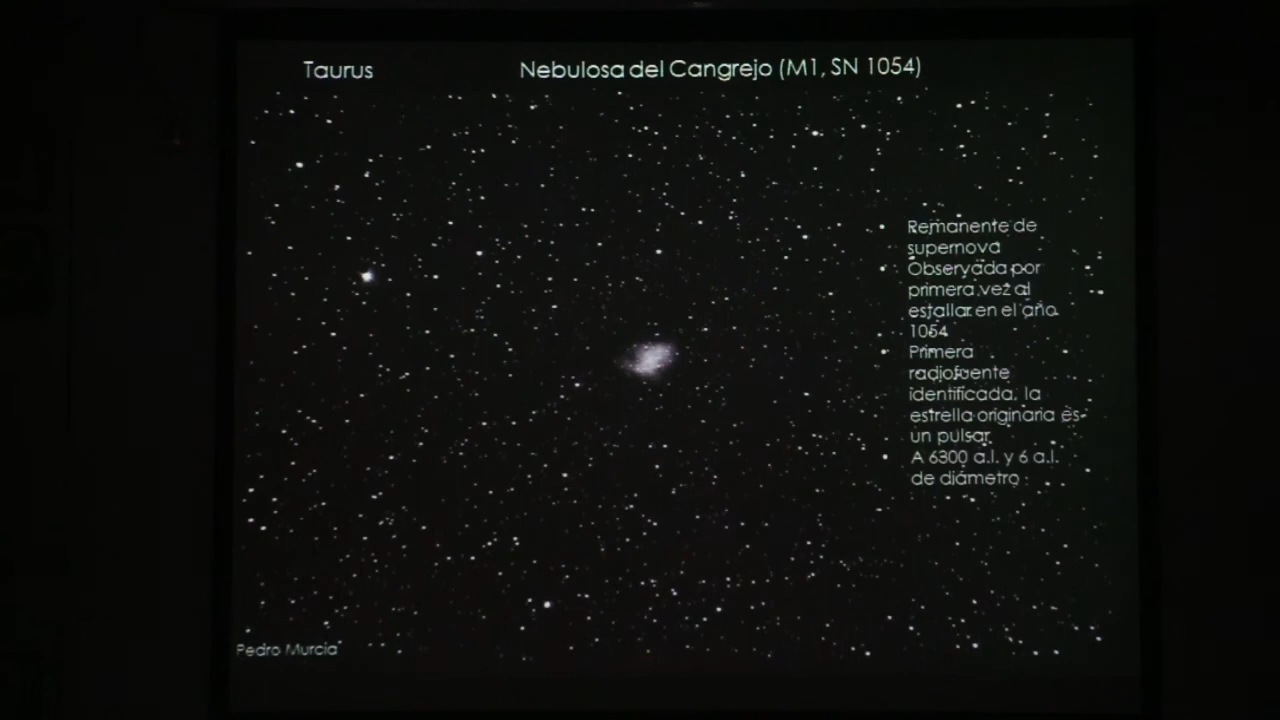 Taurus
Nebulosa del Cangrejo (M1, SN 1054)
• Remanente de
supernova
• Observada por
primera vez al
estallar en el año
1054
• Primera
radiofuente
identificada, la
estrella originaria es
un pulsar
• A 6300 a.l. y 6 a.l.
de diámetro
Pedro Murcia